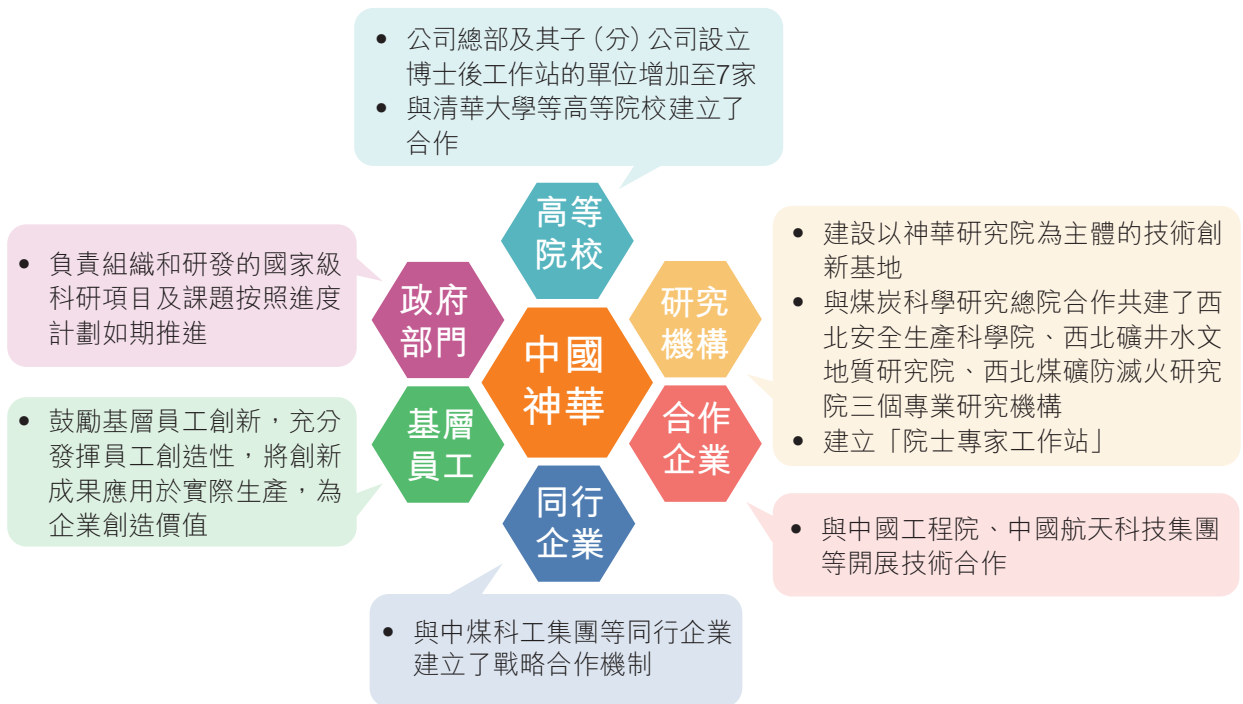 • 公司總部及其子（分）公司設立
博士後工作站的單位增加至7家
• 與清華大學等高等院校建立了
合作
高等
院校
• 負責組織和研發的國家級
科研項目及課題按照進度
計劃如期推進
政府
部門
研究
機構
• 建設以神華研究院為主體的技術創
新基地
• 與煤炭科學研究總院合作共建了西
北安全生產科學院、西北礦井水文
地質研究院、西北煤礦防滅火研究
院三個專業研究機構
• 建立「院士專家工作站」
中國
神華
• 鼓勵基層員工創新，充分
發揮員工創造性，將創新
成果應用於實際生產，為
企業創造價值
基層
員工
合作
企業
• 與中國工程院、中國航天科技集團
等開展技術合作
同行
企業
• 與中煤科工集團等同行企業
建立了戰略合作機制